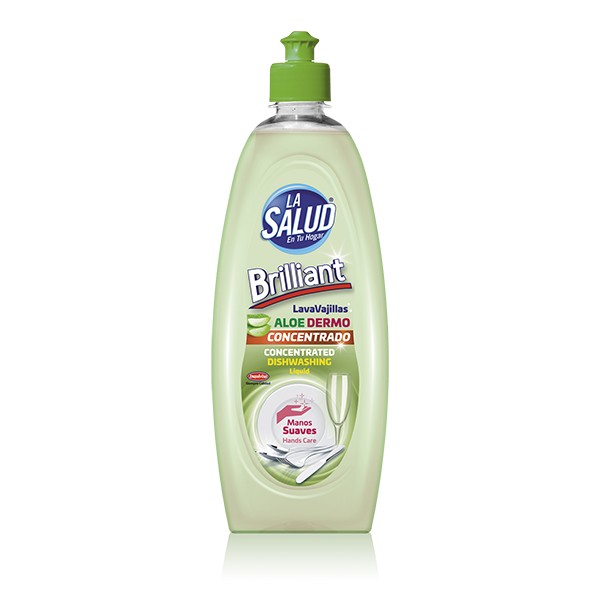 LA
SALUD®
En Tu Hogar
Brilliant
LavaVajillas
ALOE DERMO
CONCENTRADO
CONCENTRATED
DISHWASHING
Liquid
Manos
Suaves
Hands Care